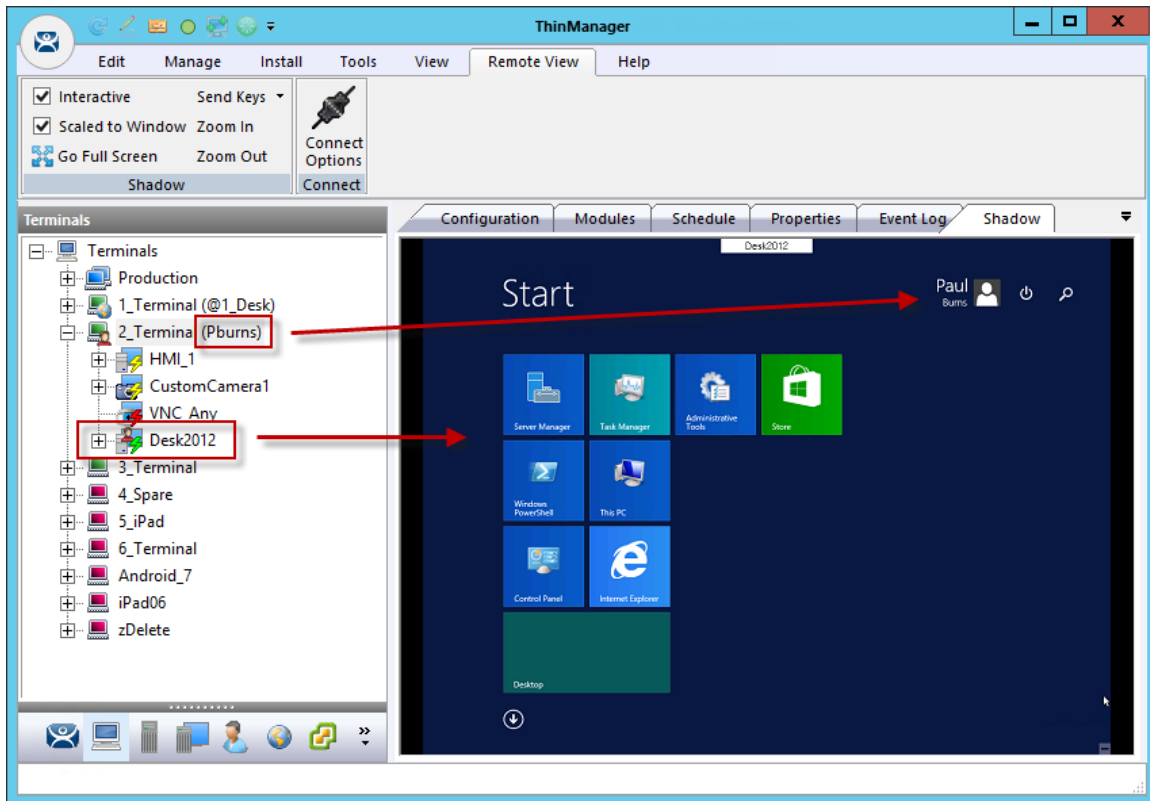 ThinManager
Edit Manage Install Tools View Remote View Help
Interactive Send Keys
Scaled to Window Zoom In
Go Full Screen Zoom Out
Shadow
Connect Options
Connect
Terminals
Terminals
Production
1_Terminal (@1_Desk)
2_Terminal (Pburns)
HMI_1
CustomCamera1
VNC_Any
Desk2012
3_Terminal
4_Spare
5_iPad
6_Terminal
Android_7
iPad06
zDelete
Configuration Modules Schedule Properties Event Log Shadow
Desk2012
Start
Paul
Burns
Server Manager
Task Manager
Administrative Tools
Store
Windows PowerShell
This PC
Control Panel
Internet Explorer
Desktop